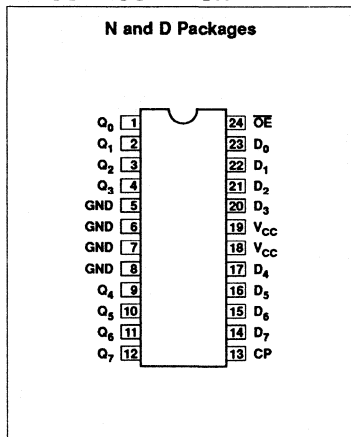 N and D Packages
Q0 1 24 OE
Q1 2 23 D0
Q2 3 22 D1
Q3 4 21 D2
GND 5 20 D3
GND 6 19 VCC
GND 7 18 VCC
GND 8 17 D4
Q4 9 16 D5
Q5 10 15 D6
Q6 11 14 D7
Q7 12 13 CP